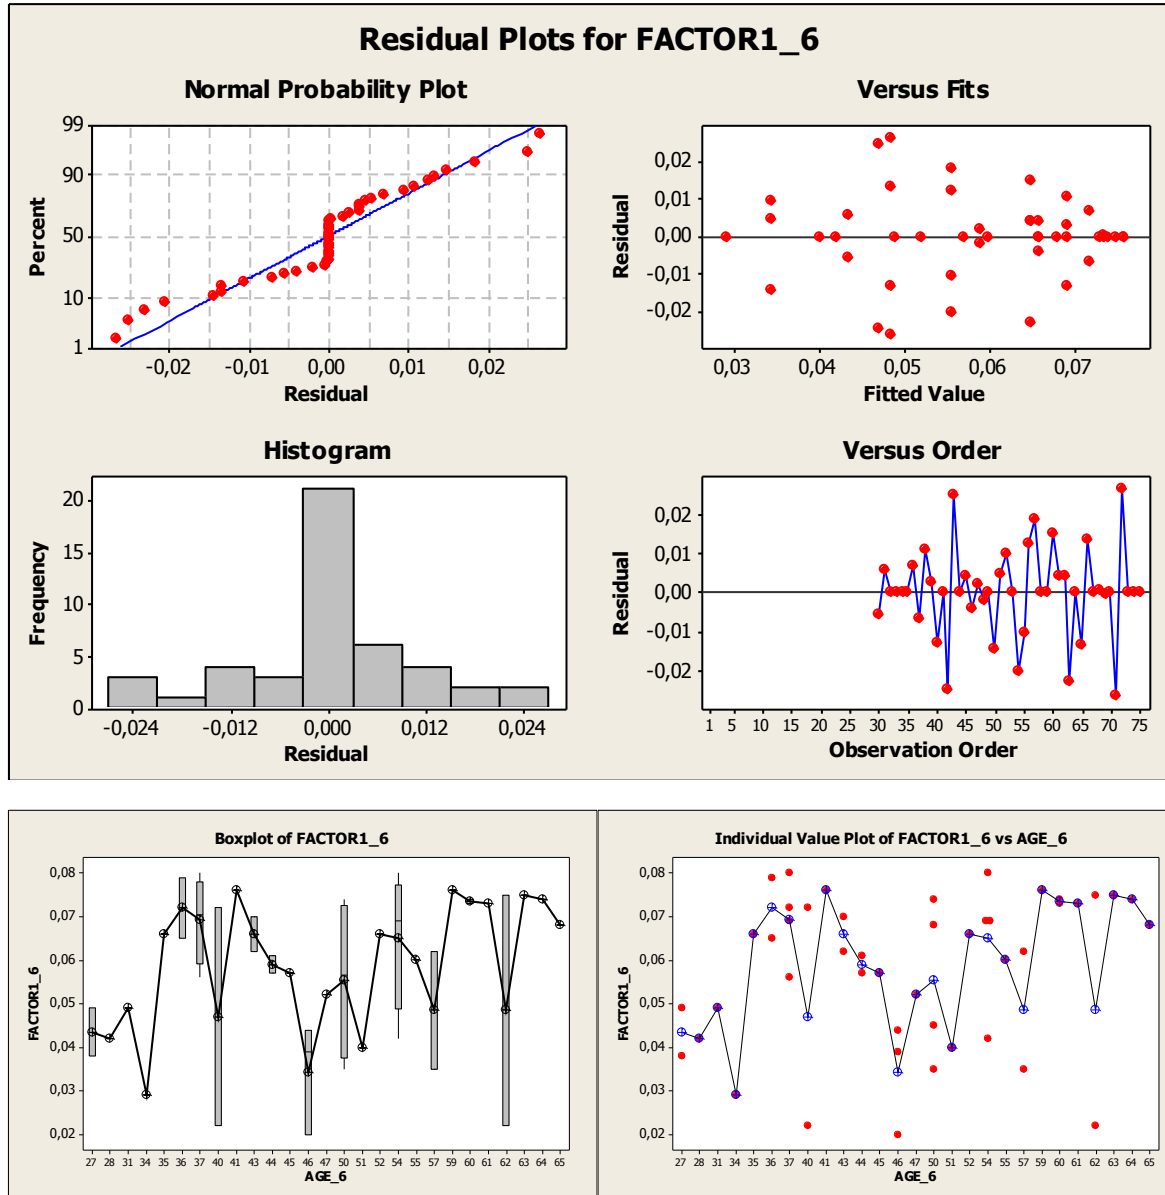 Residual Plots for FACTOR1_6
Normal Probability Plot
99
90
50
10
1
Percent
-0,02 -0,01 0,00 0,01 0,02
Residual
Versus Fits
0,02
0,01
0,00
-0,01
-0,02
Residual
0,03 0,04 0,05 0,06 0,07
Fitted Value
Histogram
20
15
10
5
0
Frequency
-0,024 -0,012 0,000 0,012 0,024
Residual
Versus Order
0,02
0,01
0,00
-0,01
-0,02
Residual
1 5 10 15 20 25 30 35 40 45 50 55 60 65 70 75
Observation Order
Boxplot of FACTOR1_6
0,08
0,07
0,06
0,05
0,04
0,03
0,02
FACTOR1_6
27 28 31 34 35 36 37 40 41 43 44 45 46 47 50 51 52 54 55 57 59 60 61 62 63 64 65
AGE_6
Individual Value Plot of FACTOR1_6 vs AGE_6
0,08
0,07
0,06
0,05
0,04
0,03
0,02
FACTOR1_6
27 28 31 34 35 36 37 40 41 43 44 45 46 47 50 51 52 54 55 57 59 60 61 62 63 64 65
AGE_6